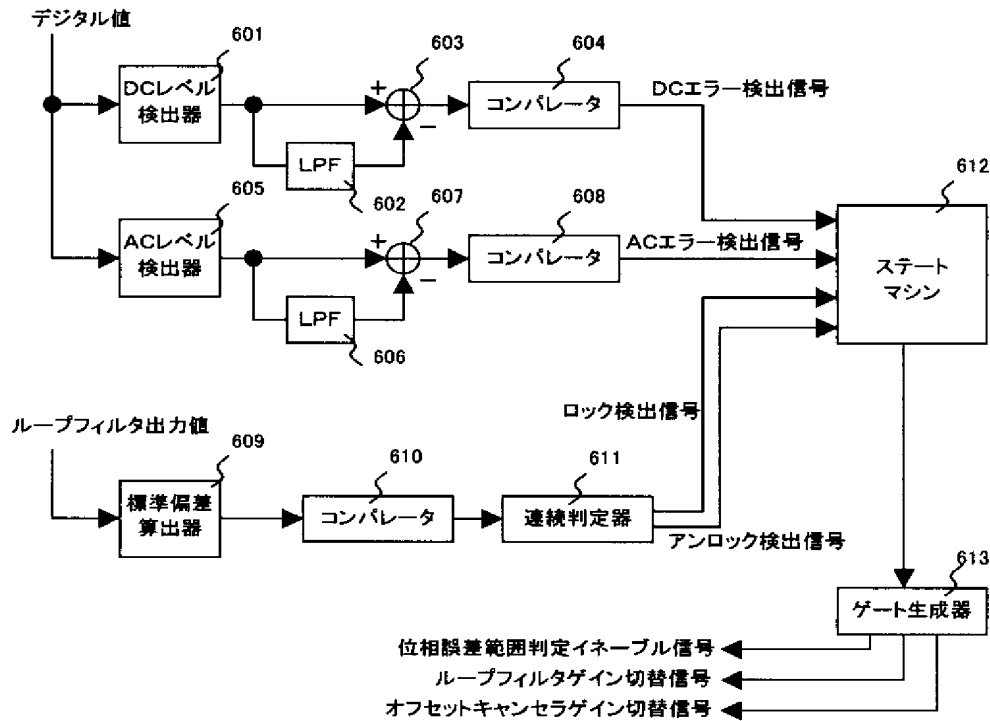 デジタル値
601
603
604
DCレベル
検出器
+
−
コンパレータ
DCエラー検出信号
LPF
602
605
607
608
612
ACレベル
検出器
+
−
コンパレータ
ACエラー検出信号
ステート
マシン
LPF
606
ロック検出信号
ループフィルタ出力値
609
610
611
標準偏差
算出器
コンパレータ
連続判定器
アンロック検出信号
613
ゲート生成器
位相誤差範囲判定イネーブル信号
ループフィルタゲイン切替信号
オフセットキャンセラゲイン切替信号